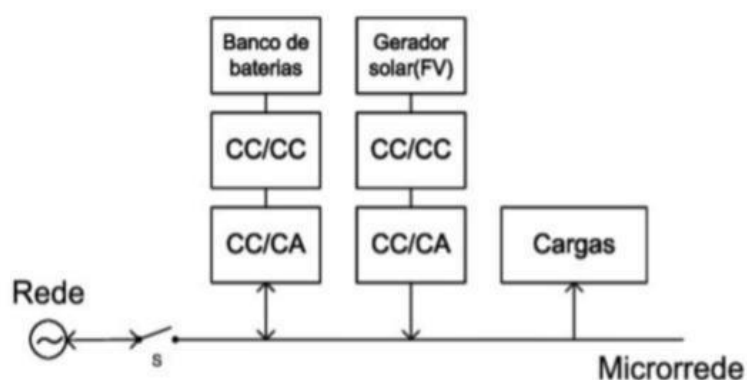 Banco de
baterias
Gerador
solar(FV)
CC/CC
CC/CC
CC/CA
CC/CA
Cargas
Rede
s
Microrrede